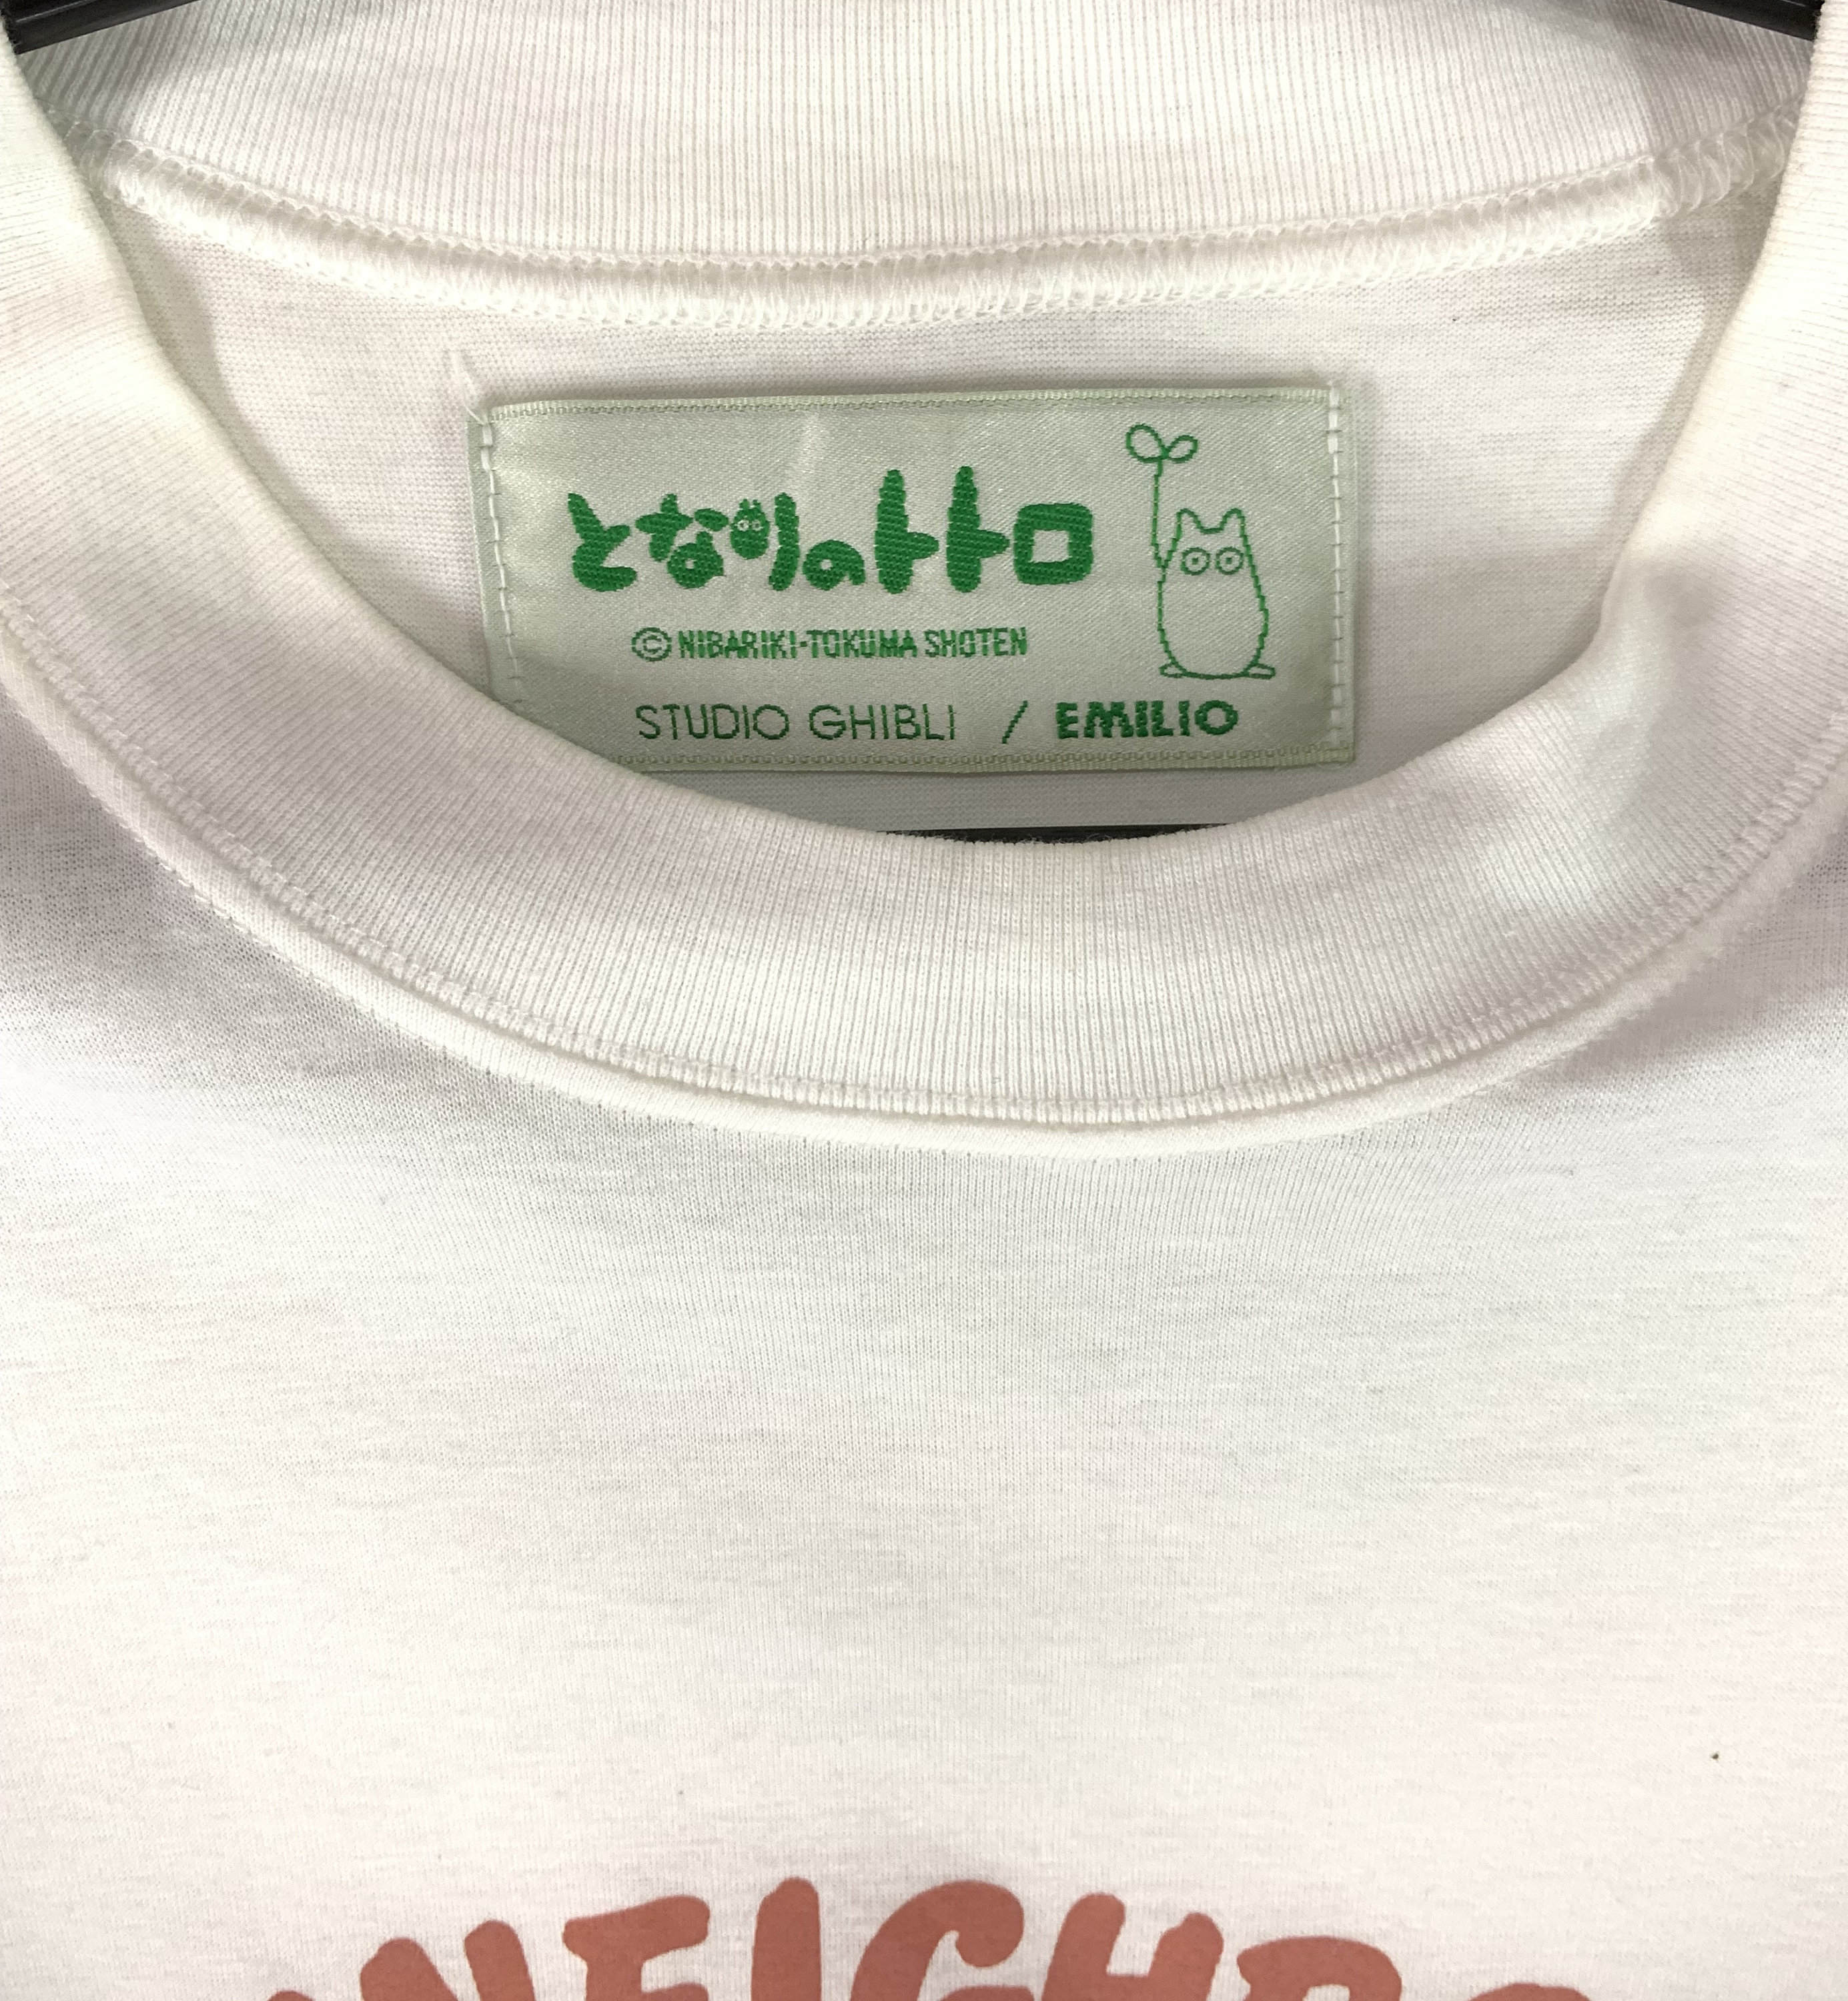 となりのトトロ
©NIBARIKI-TOKUMA SHOTEN
STUDIO GHIBLI / EMILIO